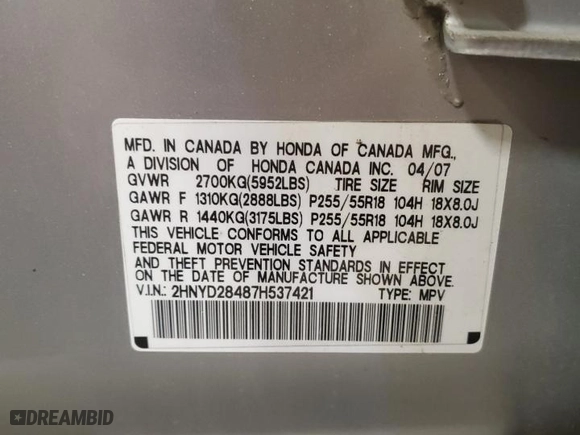 MFD. IN CANADA BY HONDA OF CANADA MFG.,
A DIVISION OF HONDA CANADA INC. 04/07
GVWR 2700KG(5952LBS) TIRE SIZE RIM SIZE
GAWR F 1310KG(2888LBS) P255/55R18 104H 18X8.0J
GAWR R 1440KG(3175LBS) P255/55R18 104H 18X8.0J
THIS VEHICLE CONFORMS TO ALL APPLICABLE
FEDERAL MOTOR VEHICLE SAFETY
AND THEFT PREVENTION STANDARDS IN EFFECT ON
THE DATE OF MANUFACTURE SHOWN ABOVE.
V.I.N.: 2HNYD28487H537421 TYPE: MPV
DREAMBID